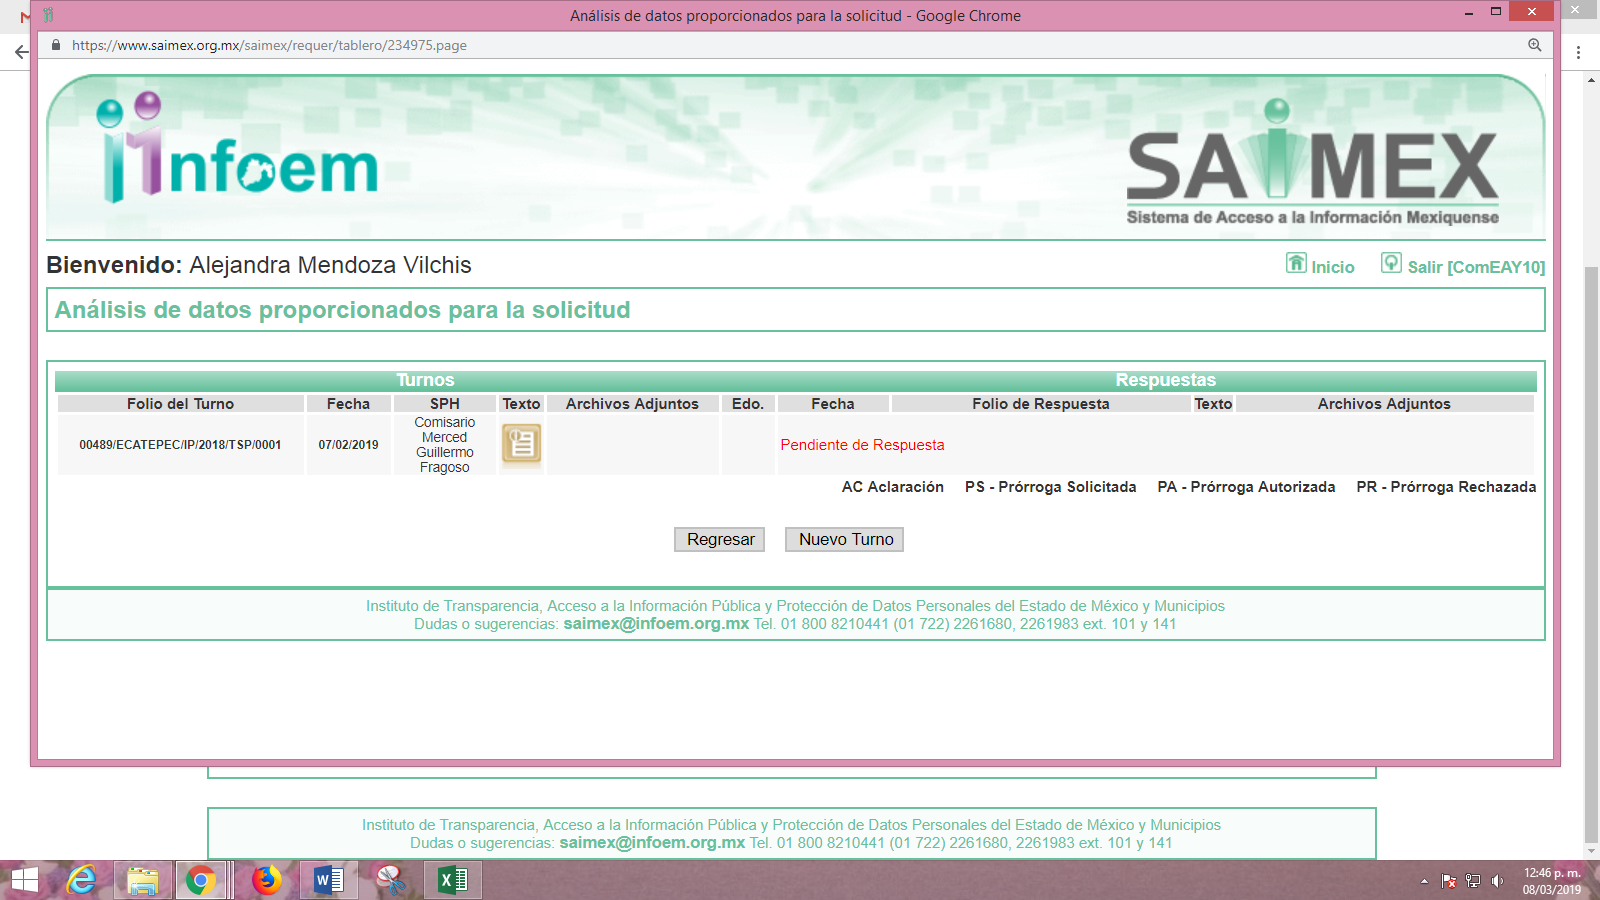 Análisis de datos proporcionados para la solicitud - Google Chrome
https://www.saimex.org.mx/saimex/requer/tablero/234975.page
infoem
SAIMEX
Sistema de Acceso a la Información Mexiquense
Bienvenido: Alejandra Mendoza Vilchis
Inicio Salir [ComEAY10]
Análisis de datos proporcionados para la solicitud
Turnos Respuestas
Folio del Turno Fecha SPH Texto Archivos Adjuntos Edo. Fecha Folio de Respuesta Texto Archivos Adjuntos
00489/ECATEPEC/IP/2018/TSP/0001 07/02/2019 Comisario
Merced
Guillermo
Fragoso
Pendiente de Respuesta
AC Aclaración PS - Prórroga Solicitada PA - Prórroga Autorizada PR - Prórroga Rechazada
Regresar Nuevo Turno
Instituto de Transparencia, Acceso a la Información Pública y Protección de Datos Personales del Estado de México y Municipios
Dudas o sugerencias: saimex@infoem.org.mx Tel. 01 800 8210441 (01 722) 2261680, 2261983 ext. 101 y 141
Instituto de Transparencia, Acceso a la Información Pública y Protección de Datos Personales del Estado de México y Municipios
Dudas o sugerencias: saimex@infoem.org.mx Tel. 01 800 8210441 (01 722) 2261680, 2261983 ext. 101 y 141
12:46 p. m.
08/03/2019